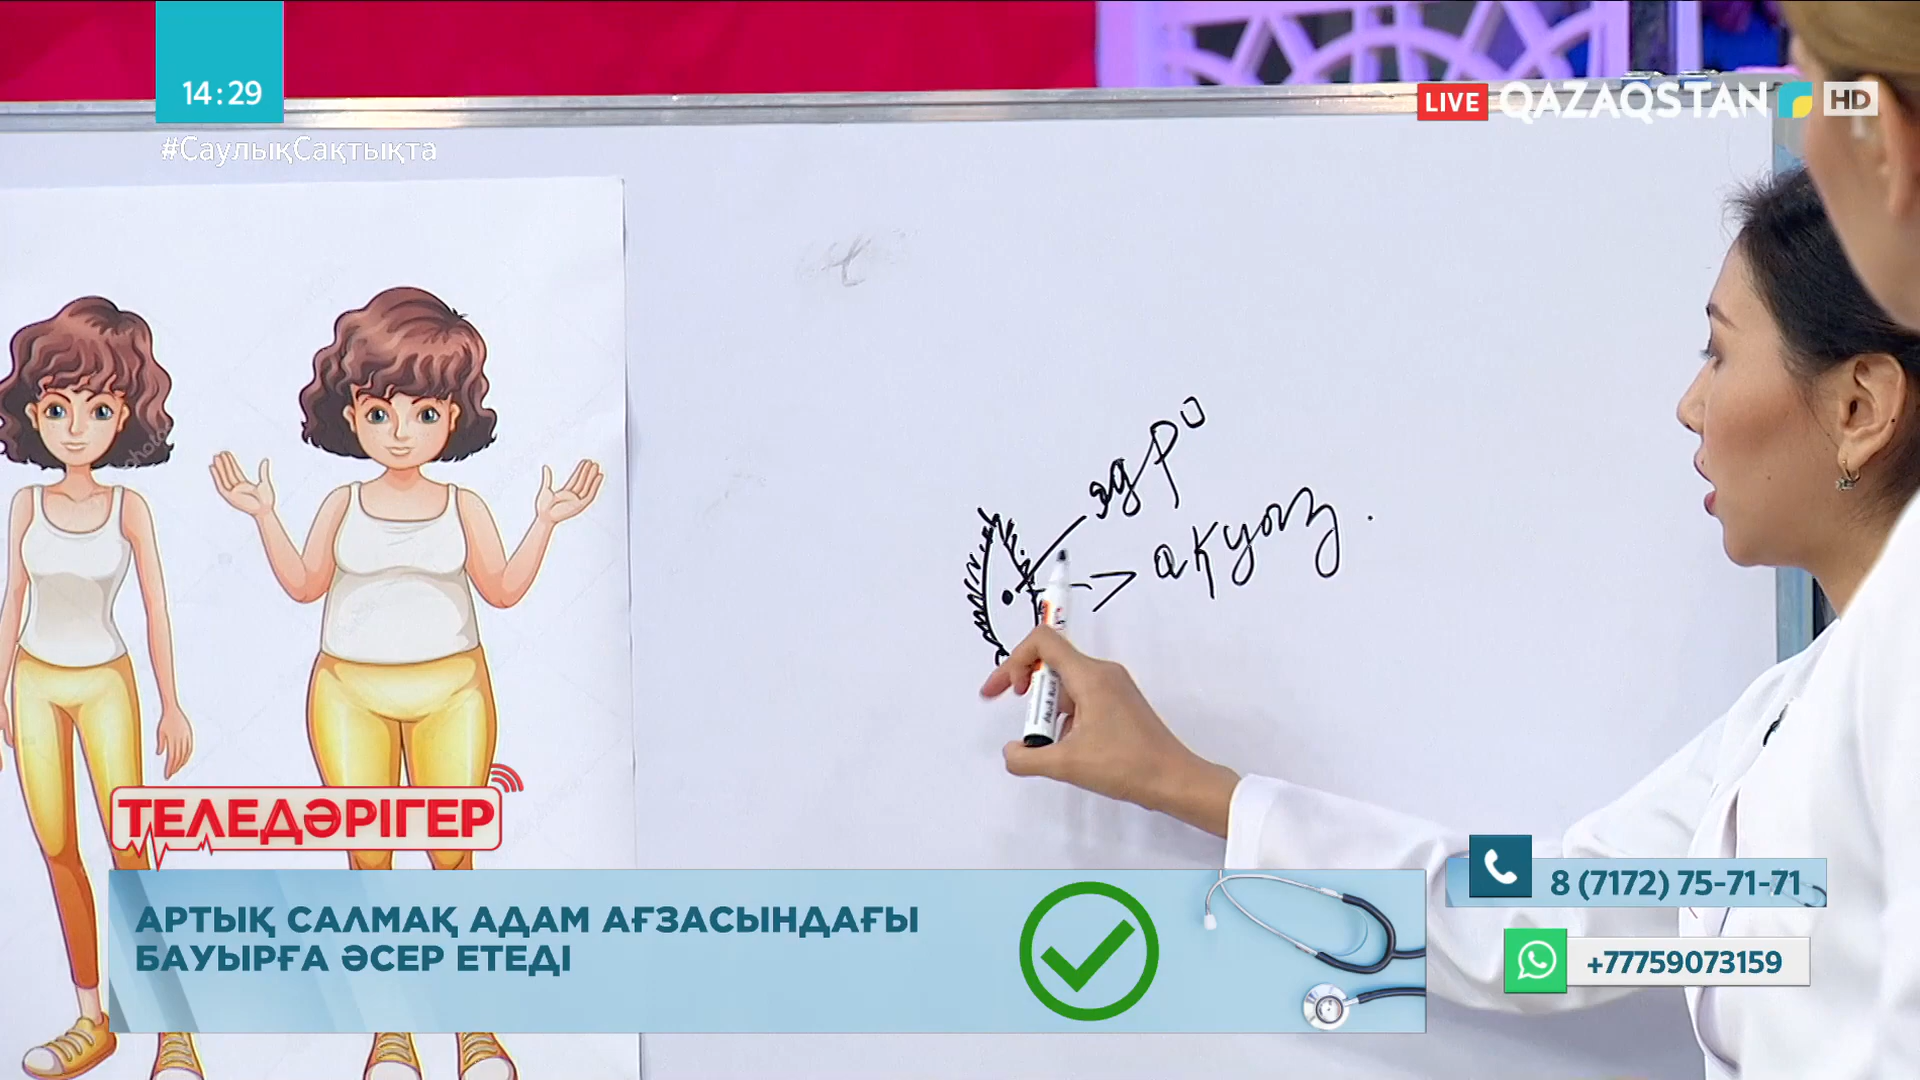 14:29
#СаулықСақтықта
LIVE QAZAQSTAN HD
ядро
ақуыз.
ТЕЛЕДӘРІГЕР
АРТЫҚ САЛМАҚ АДАМ АҒЗАСЫНДАҒЫ
БАУЫРҒА ӘСЕР ЕТЕДІ
8 (7172) 75-71-71
+77759073159